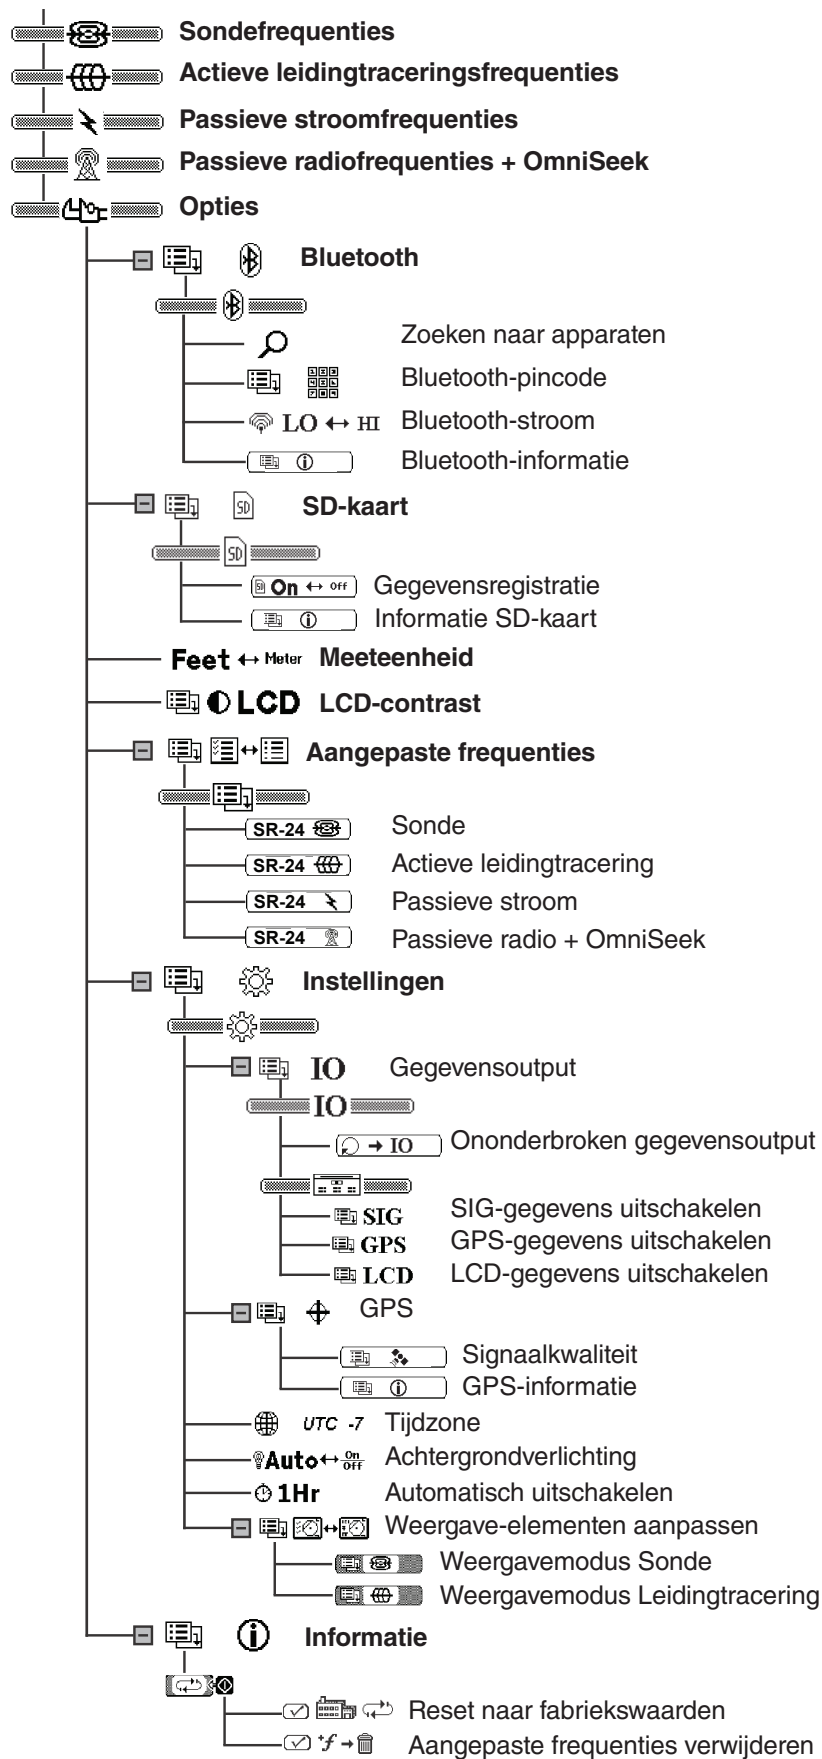 Sondefrequenties
Actieve leidingtraceringsfrequenties
Passieve stroomfrequenties
Passieve radiofrequenties + OmniSeek
Opties
Bluetooth
Zoeken naar apparaten
Bluetooth-pincode
LO ↔ HI Bluetooth-stroom
Bluetooth-informatie
SD SD-kaart
SD
On ↔ Off Gegevensregistratie
Informatie SD-kaart
Feet ↔ Meter Meeteenheid
LCD LCD-contrast
Aangepaste frequenties
SR-24 Sonde
SR-24 Actieve leidingtracering
SR-24 Passieve stroom
SR-24 Passieve radio + OmniSeek
Instellingen
IO Gegevensoutput
IO
→ IO Ononderbroken gegevensoutput
SIG SIG-gegevens uitschakelen
GPS GPS-gegevens uitschakelen
LCD LCD-gegevens uitschakelen
GPS
Signaalkwaliteit
GPS-informatie
UTC -7 Tijdzone
Auto ↔ On Off Achtergrondverlichting
1Hr Automatisch uitschakelen
Weergave-elementen aanpassen
Weergavemodus Sonde
Weergavemodus Leidingtracering
Informatie
Reset naar fabriekswaarden
+f → Aangepaste frequenties verwijderen